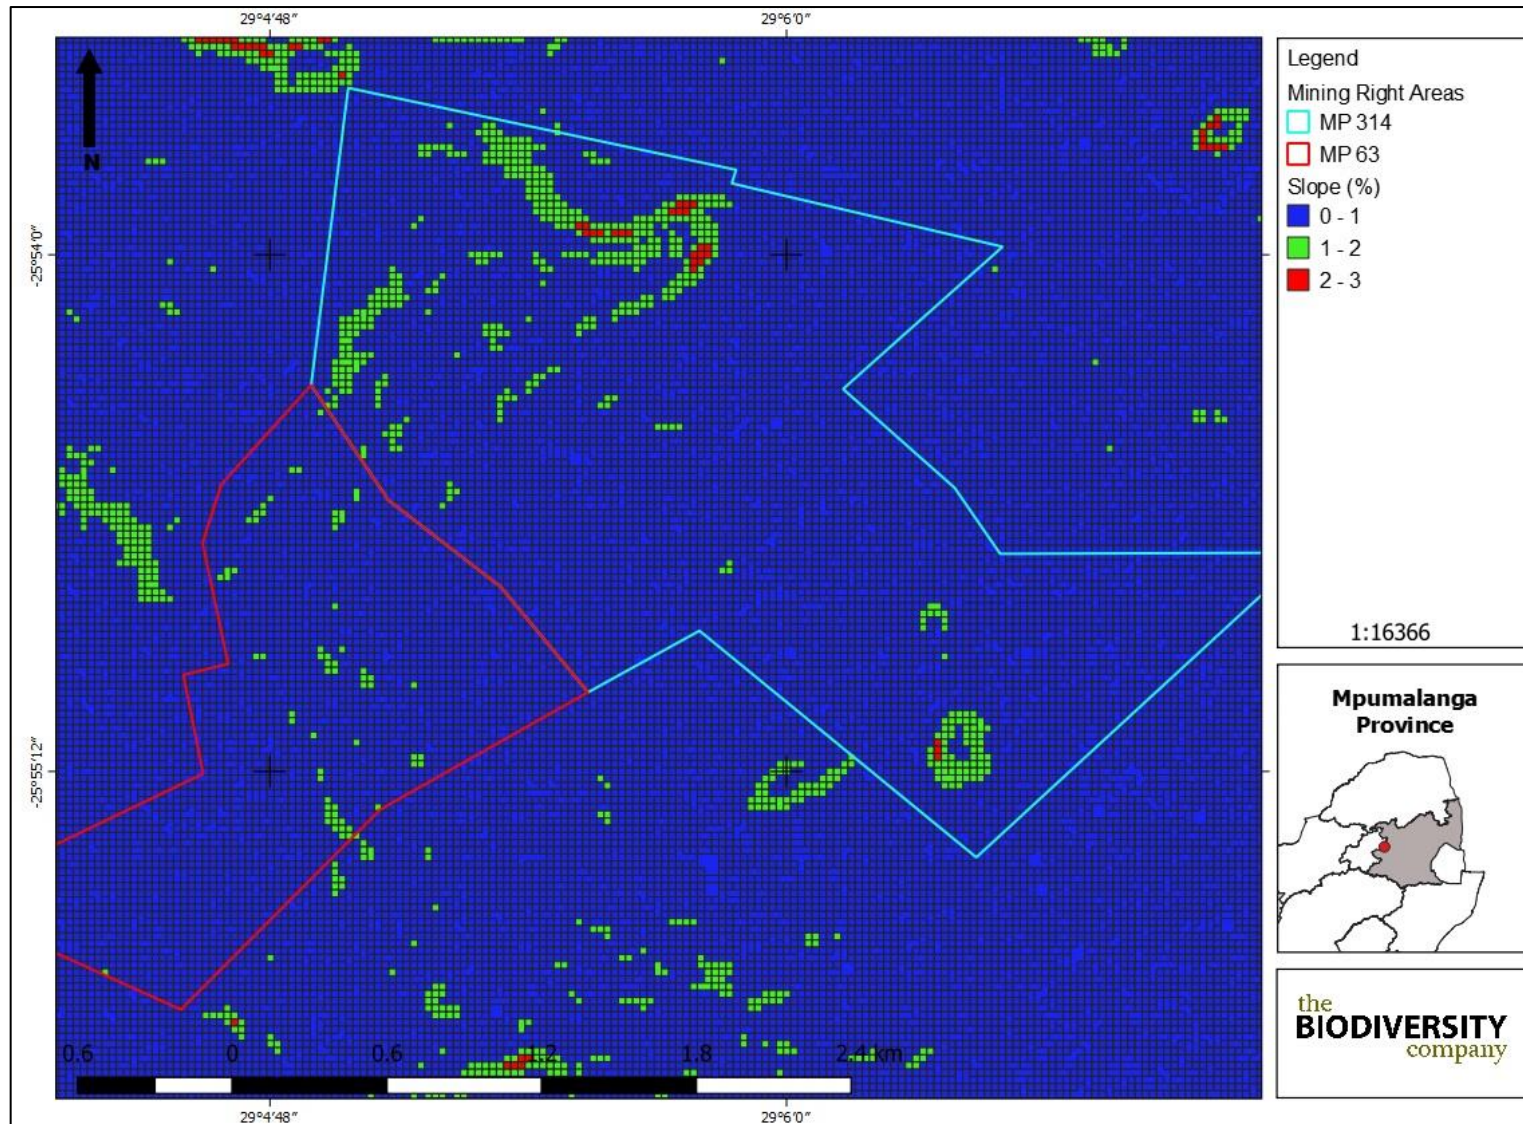 29°4'48"
29°6'0"
-25°54'0"
-25°55'12"
N
0.6
0
0.6
1.2
1.8
2.4 km
29°4'48"
29°6'0"
Legend
Mining Right Areas
MP 314
MP 63
Slope (%)
0 - 1
1 - 2
2 - 3
1:16366
Mpumalanga
Province
the
BIODIVERSITY
company